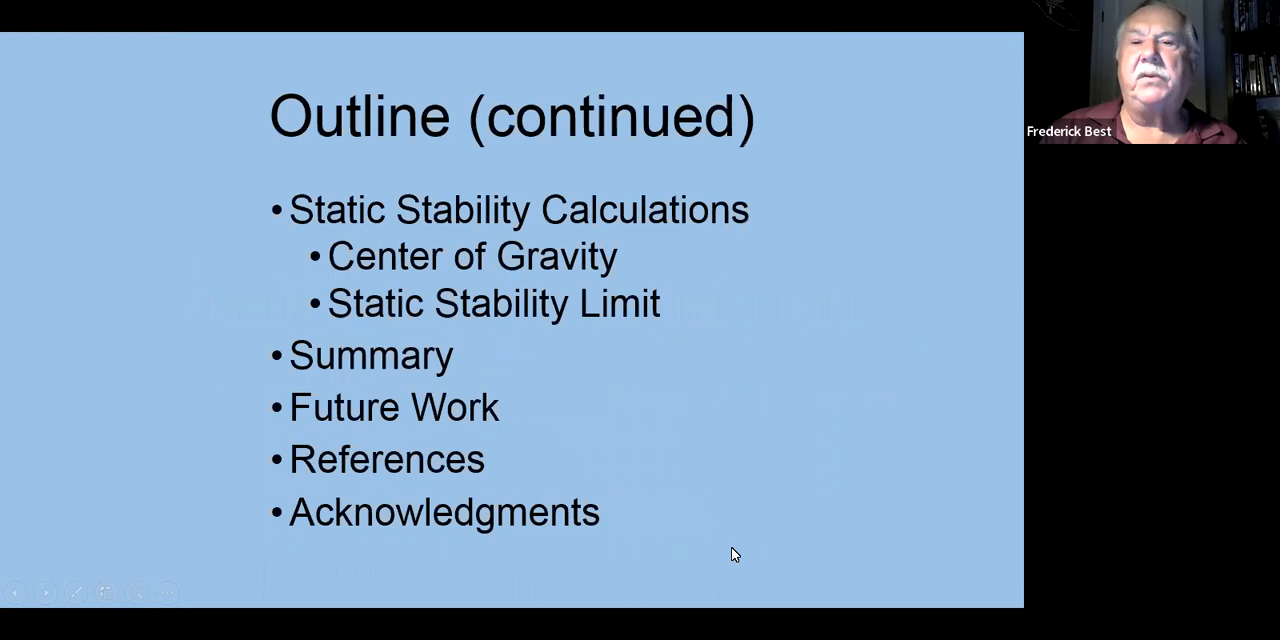 Outline (continued)
• Static Stability Calculations
• Center of Gravity
• Static Stability Limit
• Summary
• Future Work
• References
• Acknowledgments
Frederick Best